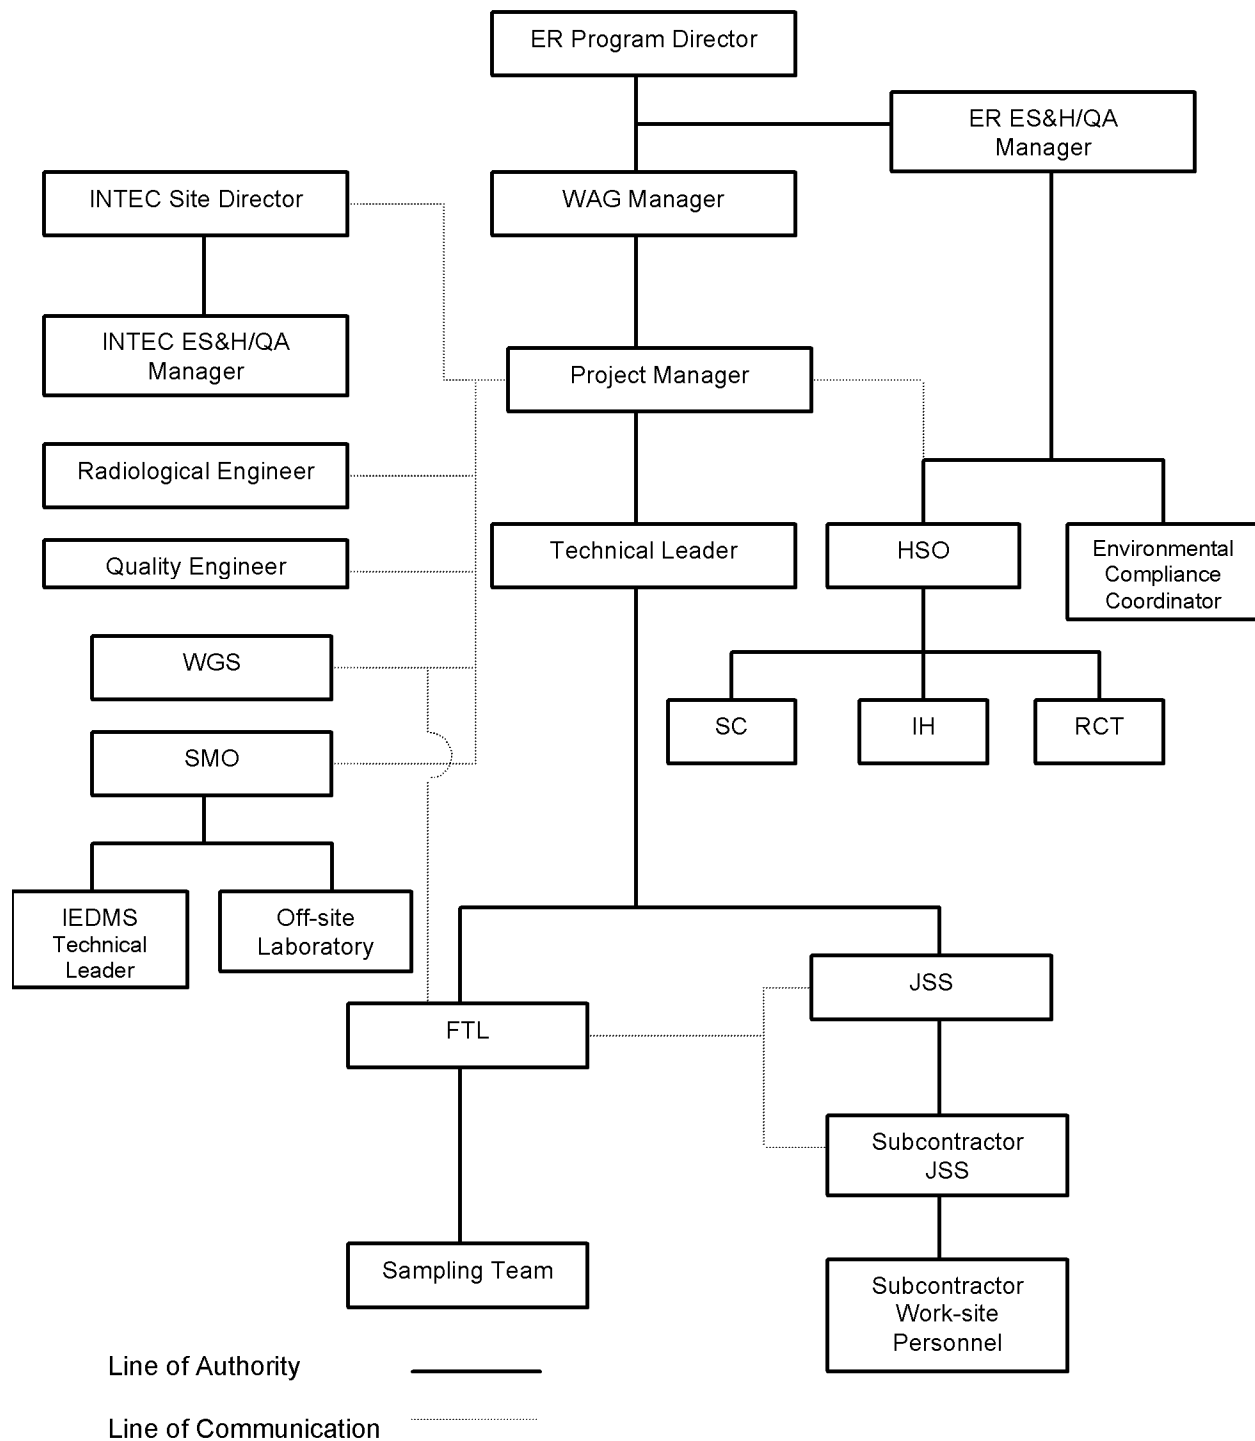 ER Program Director
ER ES&H/QA
Manager
INTEC Site Director
WAG Manager
INTEC ES&H/QA
Manager
Project Manager
Radiological Engineer
Quality Engineer
Technical Leader
HSO
Environmental
Compliance
Coordinator
WGS
SMO
SC
IH
RCT
IEDMS
Technical
Leader
Off-site
Laboratory
JSS
FTL
Subcontractor
JSS
Sampling Team
Subcontractor
Work-site
Personnel
Line of Authority
Line of Communication